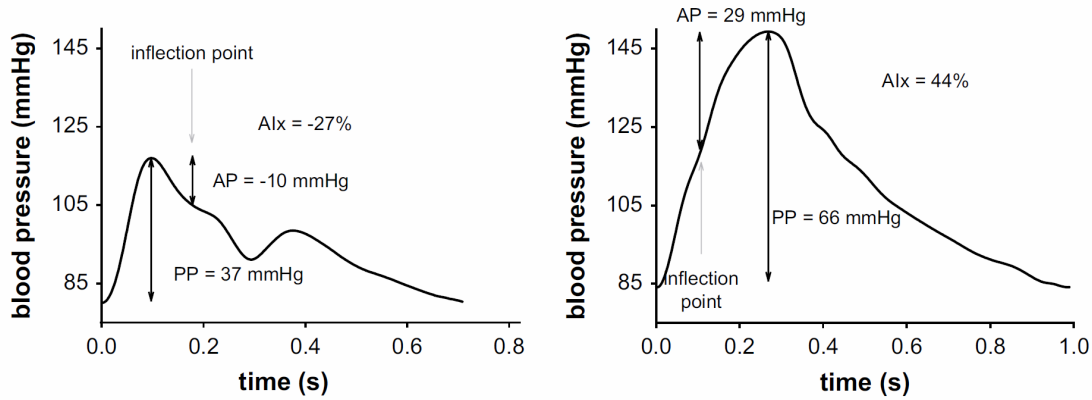 blood pressure (mmHg)
145
125
105
85
inflection point
AIx = -27%
AP = -10 mmHg
PP = 37 mmHg
0.0
0.2
0.4
0.6
0.8
time (s)
blood pressure (mmHg)
145
125
105
85
AP = 29 mmHg
AIx = 44%
PP = 66 mmHg
Inflection
point
0.0
0.2
0.4
0.6
0.8
1.0
time (s)